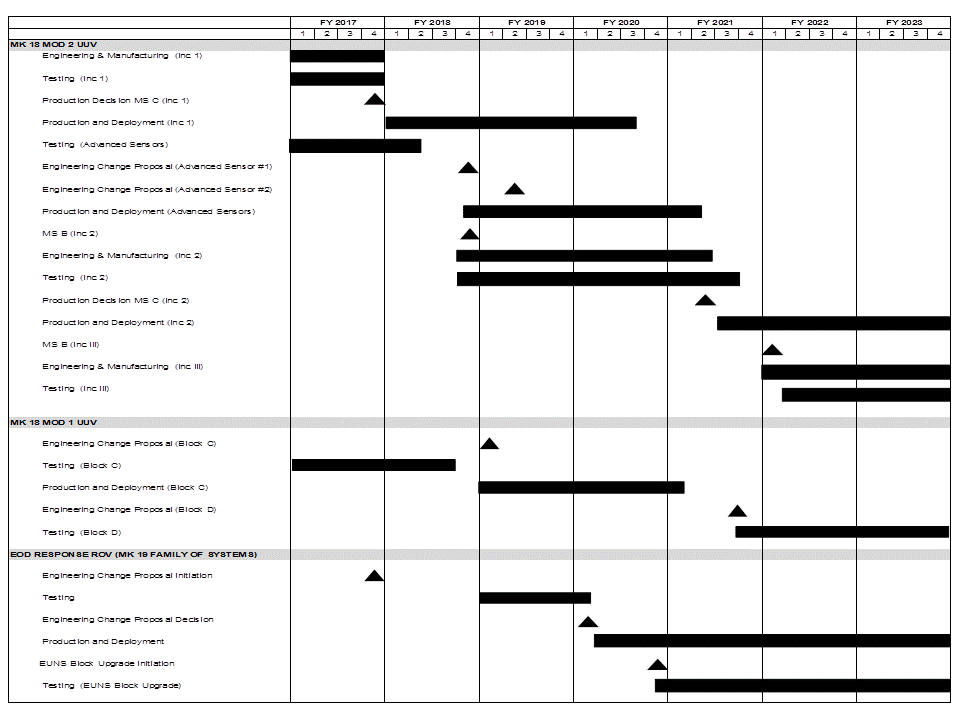 FY 2017 FY 2018 FY 2019 FY 2020 FY 2021 FY 2022 FY 2023
1 2 3 4 1 2 3 4 1 2 3 4 1 2 3 4 1 2 3 4 1 2 3 4 1 2 3 4
MK 18 MOD 2 UUV
Engineering & Manufacturing (Inc 1)
Testing (Inc 1)
Production Decision MS C (Inc 1)
Production and Deployment (Inc 1)
Testing (Advanced Sensors)
Engineering Change Proposal (Advanced Sensor #1)
Engineering Change Proposal (Advanced Sensor #2)
Production and Deployment (Advanced Sensors)
MS B (Inc 2)
Engineering & Manufacturing (Inc 2)
Testing (Inc 2)
Production Decision MS C (Inc 2)
Production and Deployment (Inc 2)
MS B (Inc III)
Engineering & Manufacturing (Inc III)
Testing (Inc III)
MK 18 MOD 1 UUV
Engineering Change Proposal (Block C)
Testing (Block C)
Production and Deployment (Block C)
Engineering Change Proposal (Block D)
Testing (Block D)
EOD RESPONSE ROV (MK 19 FAMILY OF SYSTEMS)
Engineering Change Proposal Initiation
Testing
Engineering Change Proposal Decision
Production and Deployment
EUNS Block Upgrade Initiation
Testing (EUNS Block Upgrade)